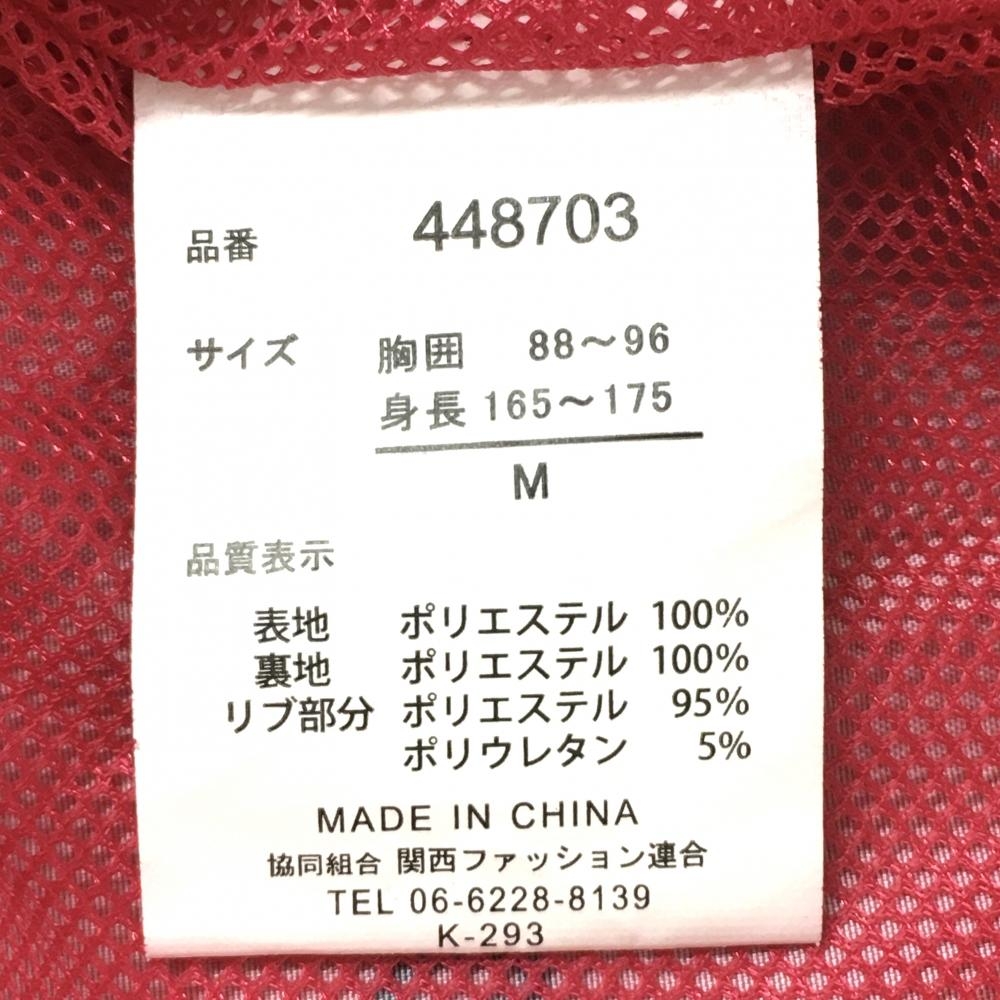 品番 448703
サイズ 胸囲 88～96
身長 165～175
M
品質表示
表地 ポリエステル 100%
裏地 ポリエステル 100%
リブ部分 ポリエステル 95%
ポリウレタン 5%
MADE IN CHINA
協同組合 関西ファッション連合
TEL 06-6228-8139
K-293